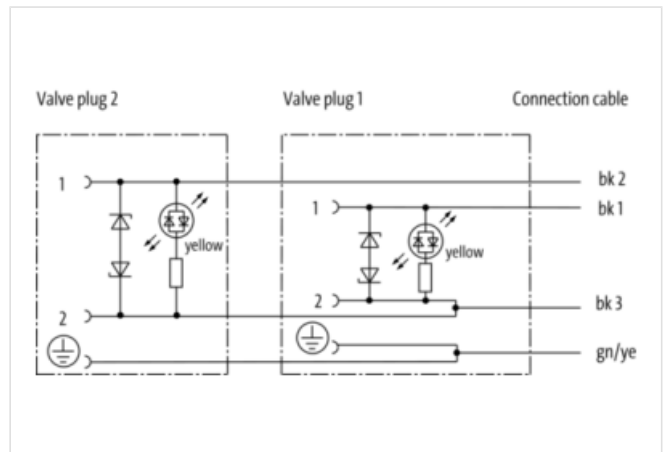 Valve plug 2 Valve plug 1 Connection cable
1 bk 2
1 bk 1
yellow yellow
2 bk 3
2
gn/ye